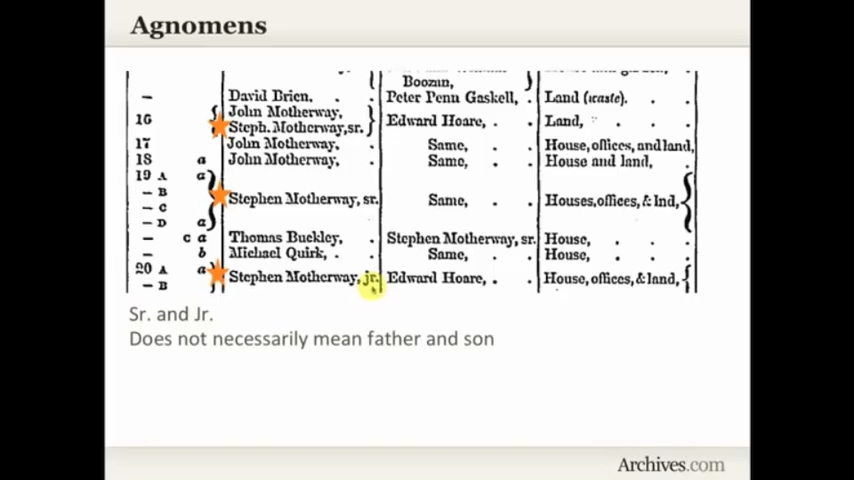 Agnomens
Boozin,
— David Brien, . . Peter Penn Gaskell, . Land (waste). . .
16 John Motherway, Edward Hoare, . . Land, . .
Steph. Motherway, sr.
17 John Motherway, . Same, . . House, offices, and land,
18 a John Motherway, . Same, . . House and land, .
19 A a
— B Stephen Motherway, sr. Same, . . Houses, offices, & lnd,
— C
— D a
— c a Thomas Buckley, . Stephen Motherway, sr. House, . . .
— b Michael Quirk, . . Same, . . House, . . .
20 A a Stephen Motherway, jr. Edward Hoare, . . House, offices, & land,
— B
Sr. and Jr.
Does not necessarily mean father and son
Archives.com